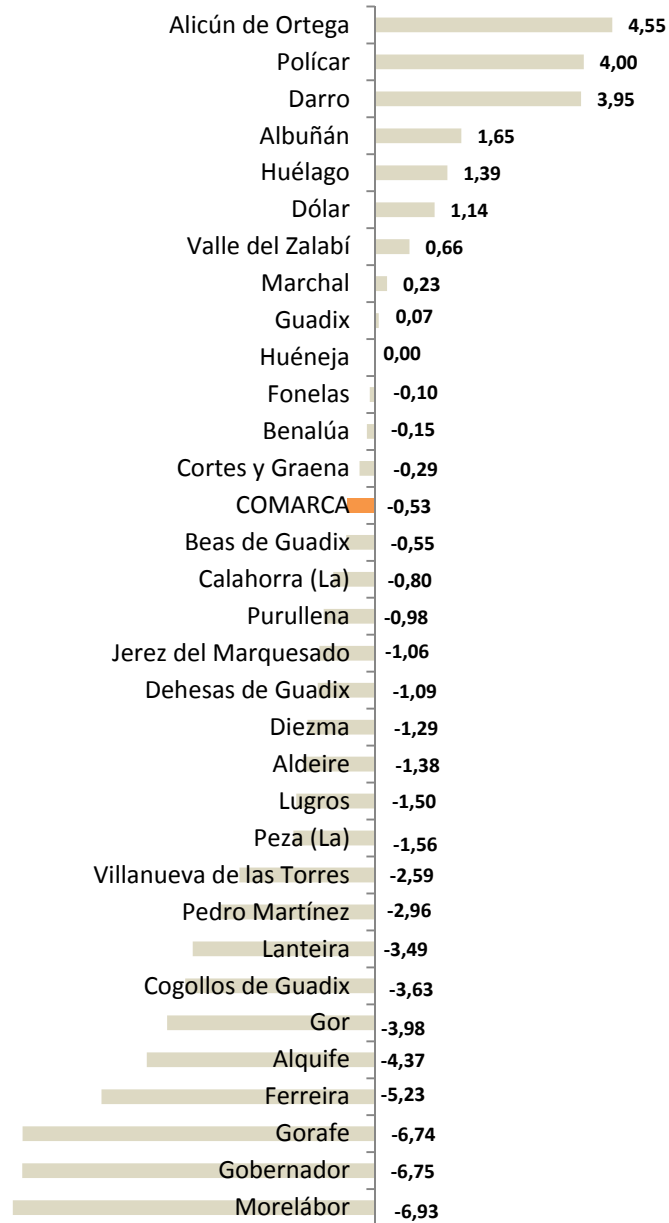 Alicún de Ortega 4,55
Polícar 4,00
Darro 3,95
Albuñán 1,65
Huélago 1,39
Dólar 1,14
Valle del Zalabí 0,66
Marchal 0,23
Guadix 0,07
Huéneja 0,00
Fonelas -0,10
Benalúa -0,15
Cortes y Graena -0,29
COMARCA -0,53
Beas de Guadix -0,55
Calahorra (La) -0,80
Purullena -0,98
Jerez del Marquesado -1,06
Dehesas de Guadix -1,09
Diezma -1,29
Aldeire -1,38
Lugros -1,50
Peza (La) -1,56
Villanueva de las Torres -2,59
Pedro Martínez -2,96
Lanteira -3,49
Cogollos de Guadix -3,63
Gor -3,98
Alquife -4,37
Ferreira -5,23
Gorafe -6,74
Gobernador -6,75
Morelábor -6,93